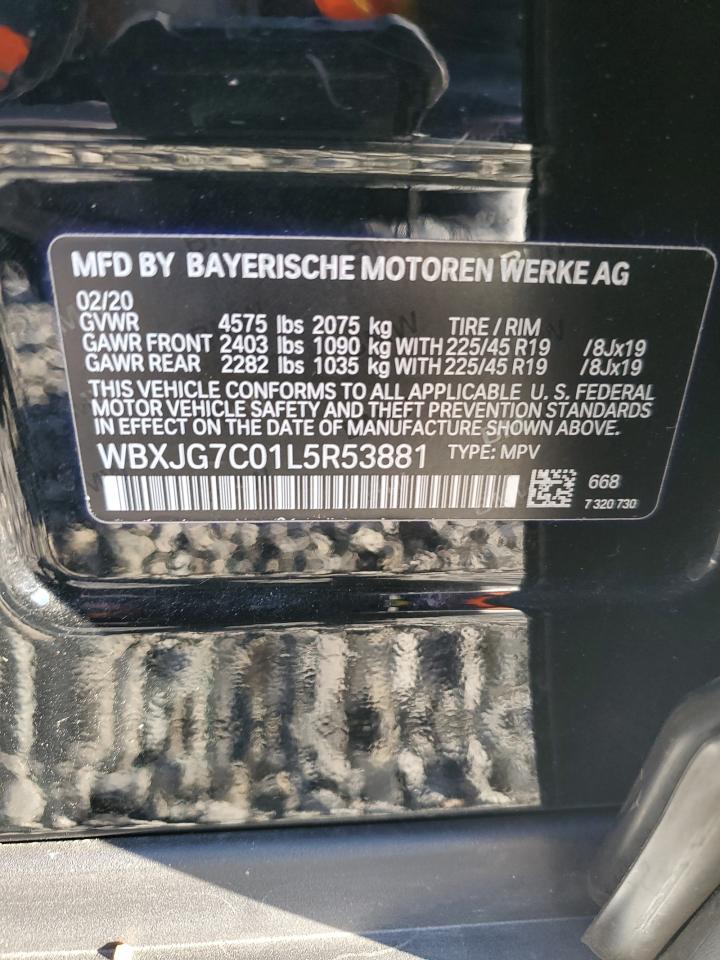 MFD BY BAYERISCHE MOTOREN WERKE AG
02/20
GVWR 4575 lbs 2075 kg TIRE / RIM
GAWR FRONT 2403 lbs 1090 kg WITH 225/45 R19 /8Jx19
GAWR REAR 2282 lbs 1035 kg WITH 225/45 R19 /8Jx19
THIS VEHICLE CONFORMS TO ALL APPLICABLE U. S. FEDERAL
MOTOR VEHICLE SAFETY AND THEFT PREVENTION STANDARDS
IN EFFECT ON THE DATE OF MANUFACTURE SHOWN ABOVE.
WBXJG7C01L5R53881 TYPE: MPV
668
7 320 730